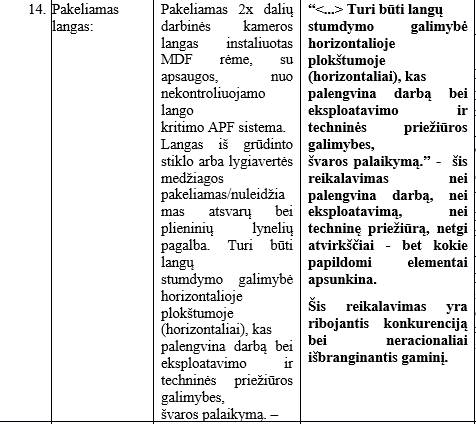 14. Pakeliamas
langas:
Pakeliamas 2x dalių
darbinės kameros
langas instaliuotas
MDF rėme, su
apsaugos, nuo
nekontroliuojamo
lango
kritimo APF sistema.
Langas iš grūdinto
stiklo arba lygiavertės
medžiagos
pakeliamas/nuleidžia
mas atsvarų bei
plieninių lynelių
pagalba. Turi būti
langų
stumdymo galimybė
horizontalioje
plokštumoje
(horizontaliai), kas
palengvina darbą bei
eksploatavimo ir
techninės priežiūros
galimybes,
švaros palaikymą. –
“<...> Turi būti langų
stumdymo galimybė
horizontalioje
plokštumoje
(horizontaliai), kas
palengvina darbą bei
eksploatavimo ir
techninės priežiūros
galimybes,
švaros palaikymą.” - šis
reikalavimas nei
palengvina darbą, nei
eksploatavimą, nei
techninę priežiūrą, netgi
atvirkščiai - bet kokie
papildomi elementai
apsunkina.
Šis reikalavimas yra
ribojantis konkurenciją
bei neracionaliai
išbranginantis gaminį.